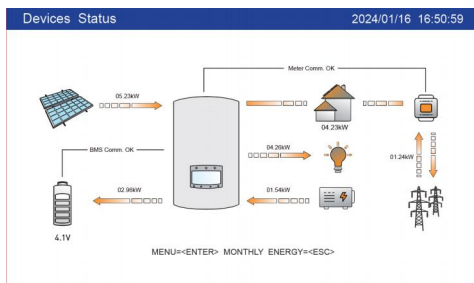 Devices Status 2024/01/16 16:50:59
Meter Comm. OK
05.23kW
04.23kW
BMS Comm. OK
04.26kW
01.24kW
02.96kW
01.54kW
4.1V
MENU=<ENTER> MONTHLY ENERGY=<ESC>